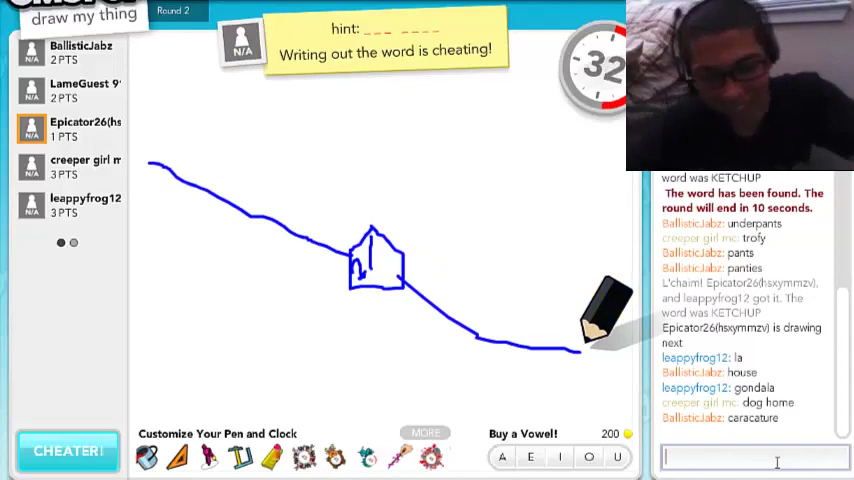 draw my thing
Round 2
hint: _ _ _ _ _ _ _
Writing out the word is cheating!
N/A
32
N/A
BallisticJabz
2 PTS
N/A
LameGuest 9
2 PTS
N/A
Epicator26(hs
1 PTS
N/A
creeper girl m
3 PTS
N/A
leappyfrog12
3 PTS
word was KETCHUP
The word has been found. The
round will end in 10 seconds.
BallisticJabz: underpants
creeper girl mc: trofy
BallisticJabz: pants
BallisticJabz: panties
L'chaim! Epicator26(hsxymmzv),
and leappyfrog12 got it. The
word was KETCHUP
Epicator26(hsxymmzv) is drawing
next
leappyfrog12: la
BallisticJabz: house
leappyfrog12: gondala
creeper girl mc: dog home
BallisticJabz: caracature
CHEATER!
Customize Your Pen and Clock
MORE
Buy a Vowel!
200
A E I O U